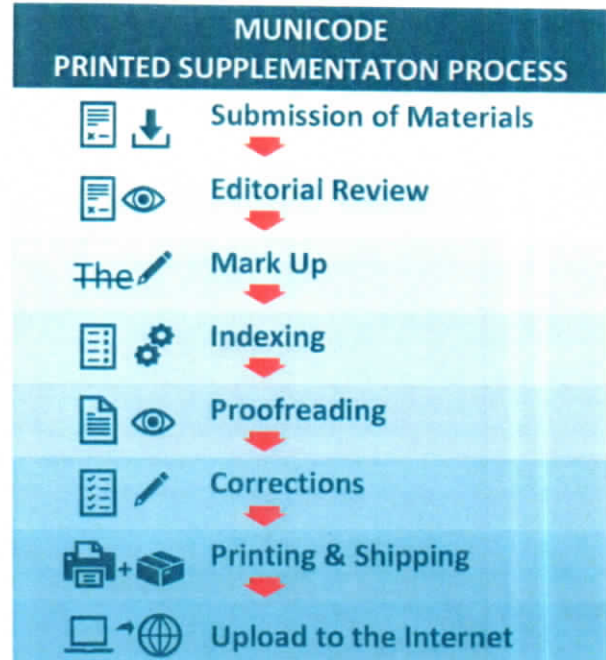 MUNICODE
PRINTED SUPPLEMENTATON PROCESS
Submission of Materials
Editorial Review
The Mark Up
Indexing
Proofreading
Corrections
Printing & Shipping
Upload to the Internet